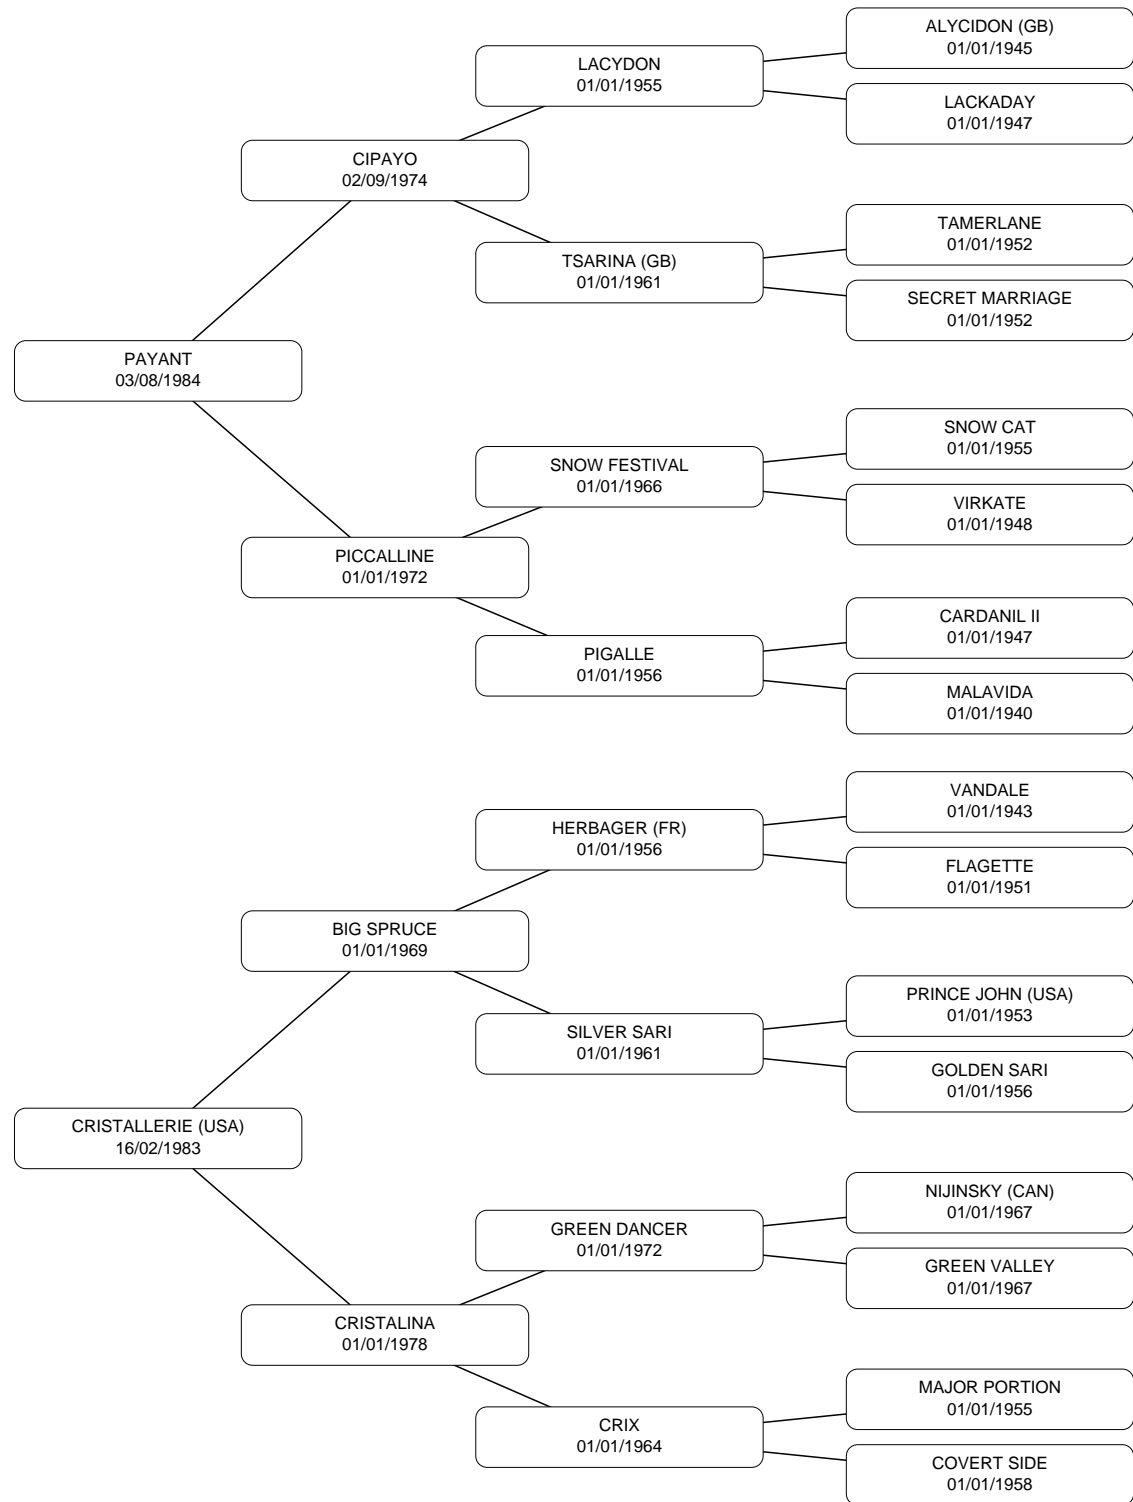 ALYCIDON (GB)
01/01/1945
LACYDON
01/01/1955
LACKADAY
01/01/1947
CIPAYO
02/09/1974
TAMERLANE
01/01/1952
TSARINA (GB)
01/01/1961
SECRET MARRIAGE
01/01/1952
PAYANT
03/08/1984
SNOW CAT
01/01/1955
SNOW FESTIVAL
01/01/1966
VIRKATE
01/01/1948
PICCALLINE
01/01/1972
CARDANIL II
01/01/1947
PIGALLE
01/01/1956
MALAVIDA
01/01/1940
VANDALE
01/01/1943
HERBAGER (FR)
01/01/1956
FLAGETTE
01/01/1951
BIG SPRUCE
01/01/1969
PRINCE JOHN (USA)
01/01/1953
SILVER SARI
01/01/1961
GOLDEN SARI
01/01/1956
CRISTALLERIE (USA)
16/02/1983
NIJINSKY (CAN)
01/01/1967
GREEN DANCER
01/01/1972
GREEN VALLEY
01/01/1967
CRISTALINA
01/01/1978
MAJOR PORTION
01/01/1955
CRIX
01/01/1964
COVERT SIDE
01/01/1958